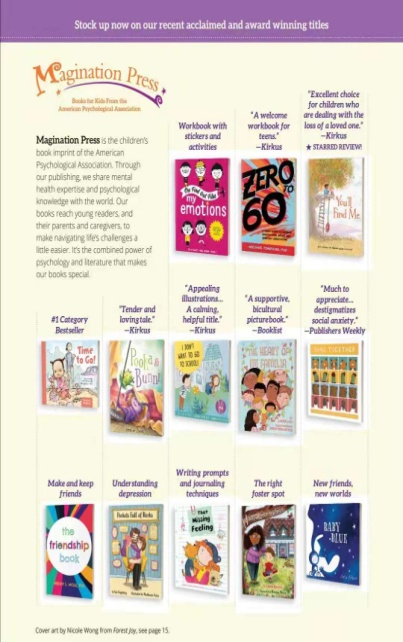 Stock up now on our recent acclaimed and award winning titles
Magination Press
Books for Kids From the
American Psychological Association
Magination Press is the children's
book imprint of the American
Psychological Association. Through
our publishing, we share mental
health expertise and psychological
knowledge with the world. Our
books reach young readers, and
their parents and caregivers, to
make navigating life's challenges a
little easier. It's the combined power of
psychology and literature that makes
our books special.
Workbook with
stickers and
activities
my
emotions
"A welcome
workbook for
teens."
—Kirkus
ZERO
TO
60
"Excellent choice
for children who
are dealing with the
loss of a loved one."
—Kirkus
★ STARRED REVIEW!
You'll
Find Me
#1 Category
Bestseller
Time
to Go!
"Tender and
loving tale."
—Kirkus
Pooka &
Bunni
"Appealing
illustrations...
A calming,
helpful title."
—Kirkus
I DON'T
WANT TO GO
TO SCHOOL!
"A supportive,
bicultural
picturebook."
—Booklist
"Much to
appreciate...
destigmatizes
social anxiety."
—Publishers Weekly
TOGETHER
Make and keep
friends
the
friendship
book
Understanding
depression
Pockets Full of Rocks
Writing prompts
and journaling
techniques
That
Missing
Feeling
The right
foster spot
New friends,
new worlds
BABY
BLUE
Cover art by Nicole Wong from Forest Joy, see page 15.